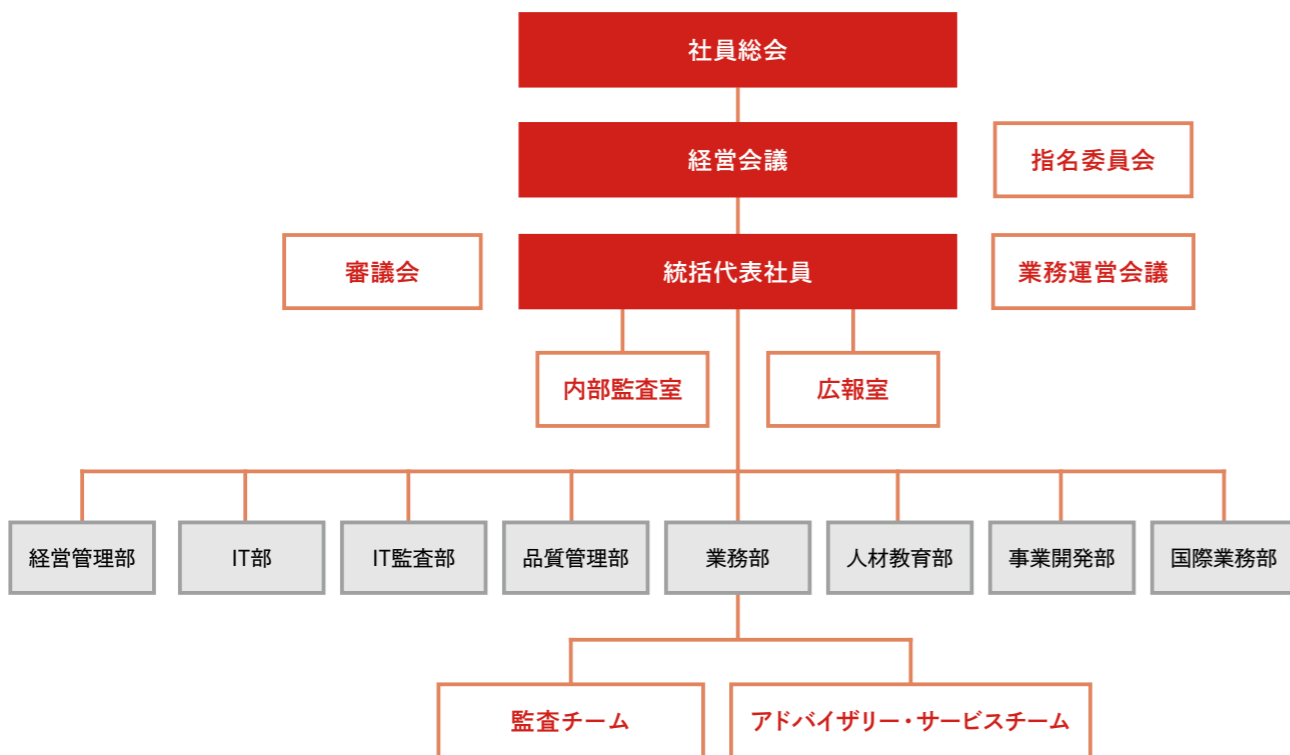 社員総会
経営会議
指名委員会
審議会
統括代表社員
業務運営会議
内部監査室
広報室
経営管理部
IT部
IT監査部
品質管理部
業務部
人材教育部
事業開発部
国際業務部
監査チーム
アドバイザリー・サービスチーム